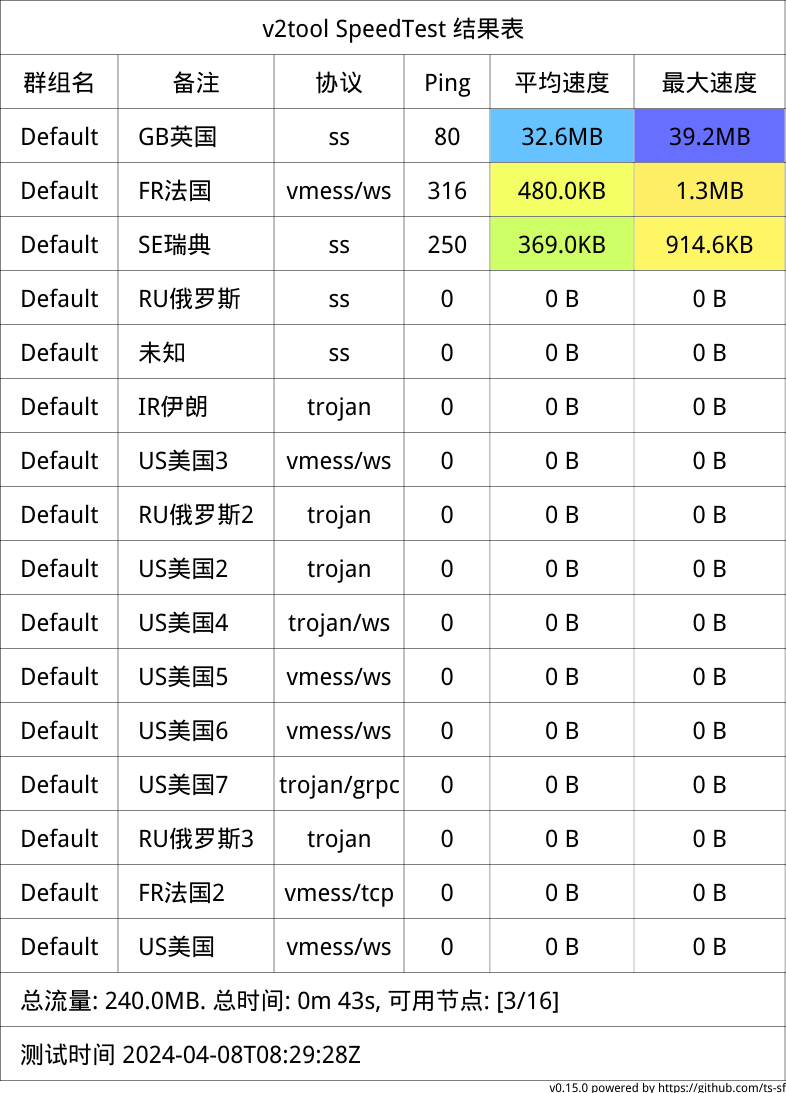 v2tool SpeedTest 结果表
群组名 备注 协议 Ping 平均速度 最大速度
Default GB英国 ss 80 32.6MB 39.2MB
Default FR法国 vmess/ws 316 480.0KB 1.3MB
Default SE瑞典 ss 250 369.0KB 914.6KB
Default RU俄罗斯 ss 0 0 B 0 B
Default 未知 ss 0 0 B 0 B
Default IR伊朗 trojan 0 0 B 0 B
Default US美国3 vmess/ws 0 0 B 0 B
Default RU俄罗斯2 trojan 0 0 B 0 B
Default US美国2 trojan 0 0 B 0 B
Default US美国4 trojan/ws 0 0 B 0 B
Default US美国5 vmess/ws 0 0 B 0 B
Default US美国6 vmess/ws 0 0 B 0 B
Default US美国7 trojan/grpc 0 0 B 0 B
Default RU俄罗斯3 trojan 0 0 B 0 B
Default FR法国2 vmess/tcp 0 0 B 0 B
Default US美国 vmess/ws 0 0 B 0 B
总流量: 240.0MB. 总时间: 0m 43s, 可用节点: [3/16]
测试时间 2024-04-08T08:29:28Z
v0.15.0 powered by https://github.com/ts-sf